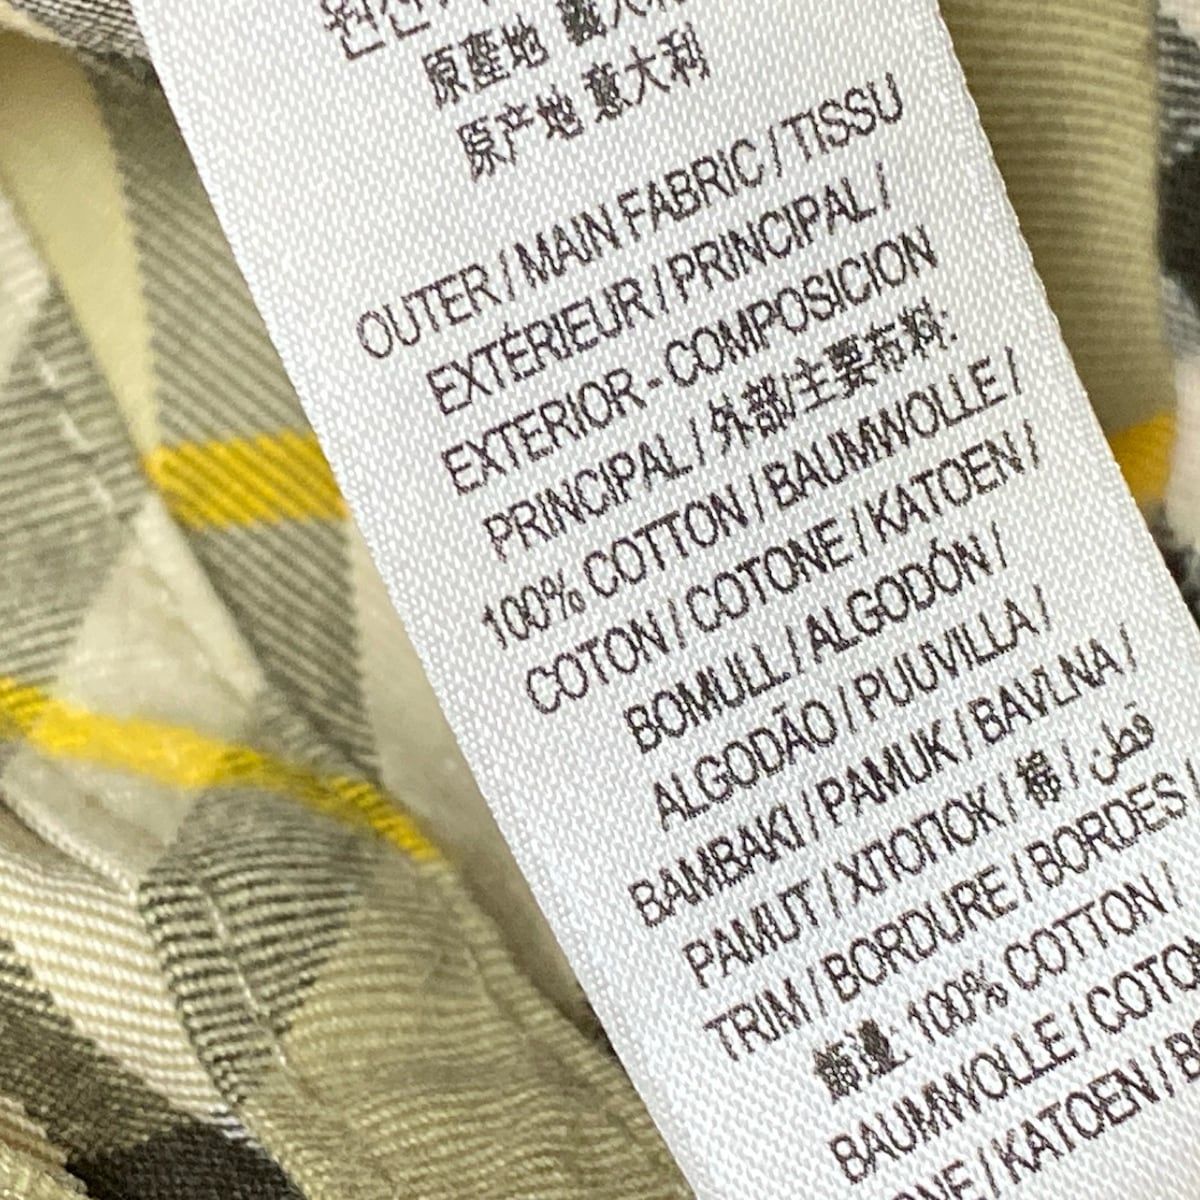 原產地 義大利
原产地 意大利
OUTER / MAIN FABRIC / TISSU
EXTÉRIEUR / PRINCIPAL /
EXTERIOR - COMPOSICION
PRINCIPAL / 外部/主要布料:
100% COTTON / BAUMWOLLE /
COTON / COTONE / KATOEN /
BOMULL / ALGODÓN /
ALGODÃO / PUUVILLA /
BAMBAKI / PAMUK / BAVLNA /
PAMUT / ХЛОПОК / 棉 / قطن
TRIM / BORDURE / BORDES /
飾邊: 100% COTTON /
BAUMWOLLE / COTON
KATOEN /